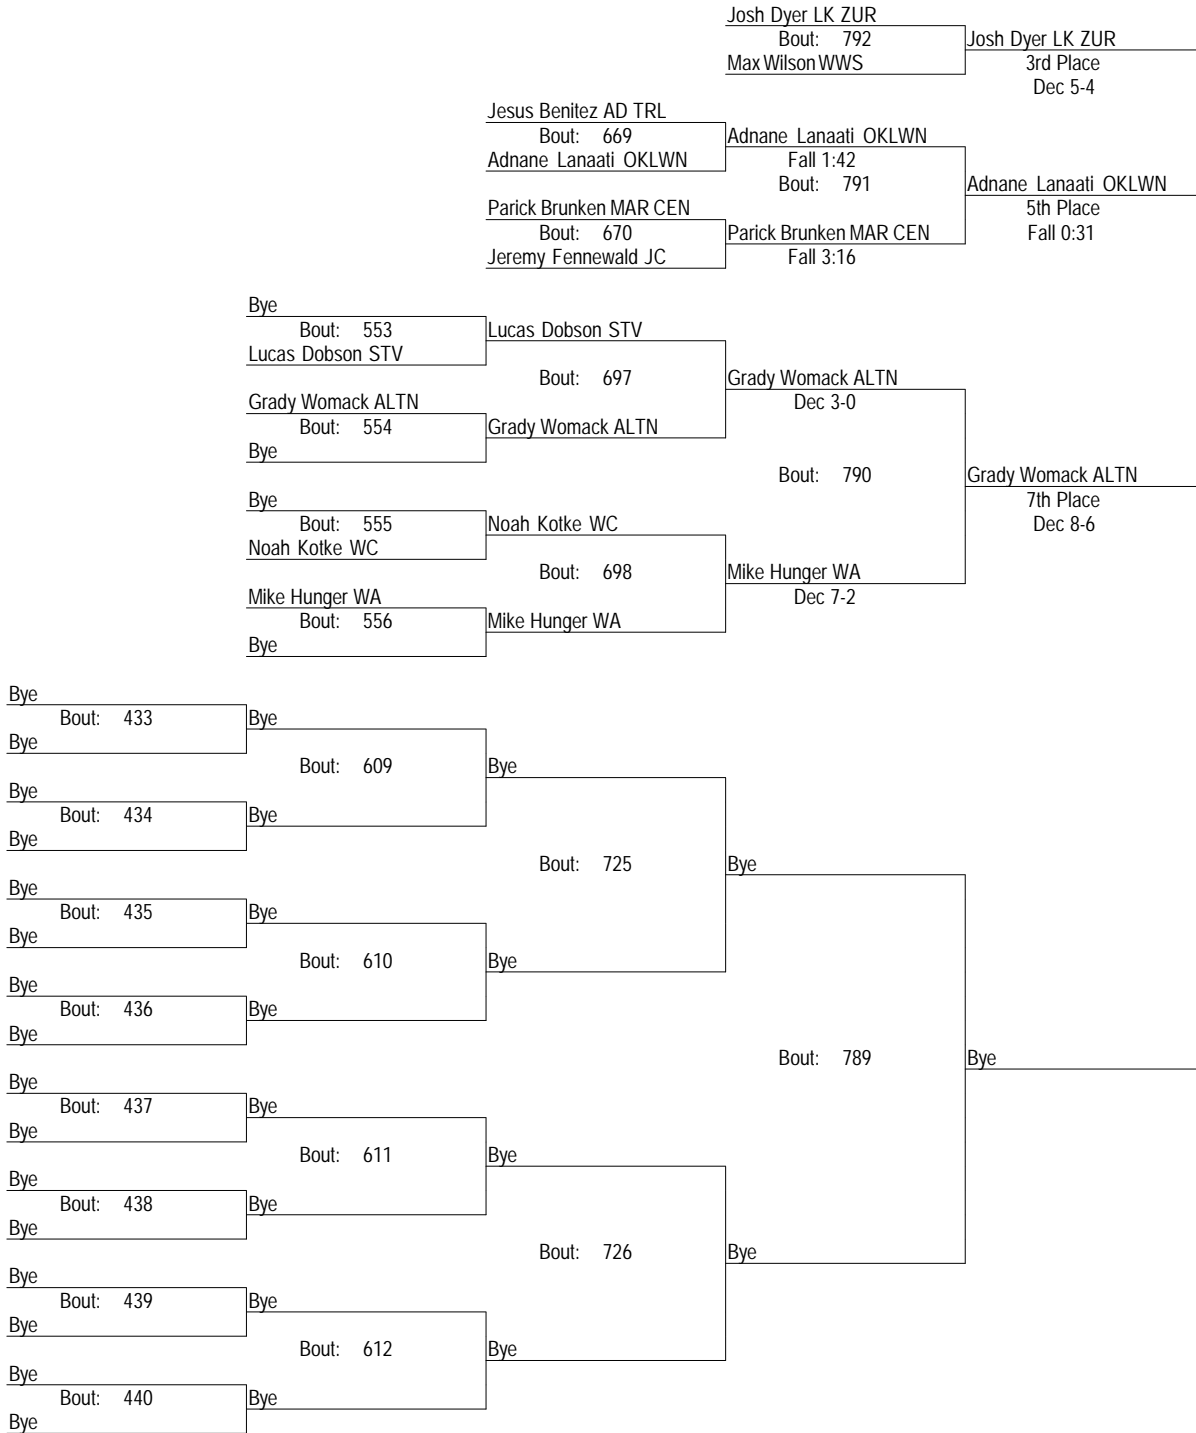 Josh Dyer LK ZUR
Bout: 792
Josh Dyer LK ZUR
Max Wilson WWS
3rd Place
Dec 5-4
Jesus Benitez AD TRL
Bout: 669
Adnane Lanaati OKLWN
Adnane Lanaati OKLWN
Fall 1:42
Bout: 791
Adnane Lanaati OKLWN
Parick Brunken MAR CEN
5th Place
Bout: 670
Parick Brunken MAR CEN
Fall 0:31
Jeremy Fennewald JC
Fall 3:16
Bye
Bout: 553
Lucas Dobson STV
Lucas Dobson STV
Bout: 697
Grady Womack ALTN
Grady Womack ALTN
Dec 3-0
Bout: 554
Grady Womack ALTN
Bye
Bout: 790
Grady Womack ALTN
Bye
7th Place
Bout: 555
Noah Kotke WC
Dec 8-6
Noah Kotke WC
Bout: 698
Mike Hunger WA
Mike Hunger WA
Dec 7-2
Bout: 556
Mike Hunger WA
Bye
Bye
Bout: 433
Bye
Bye
Bout: 609
Bye
Bye
Bout: 434
Bye
Bye
Bout: 725
Bye
Bye
Bout: 435
Bye
Bye
Bout: 610
Bye
Bye
Bout: 436
Bye
Bye
Bout: 789
Bye
Bye
Bout: 437
Bye
Bye
Bout: 611
Bye
Bye
Bout: 438
Bye
Bye
Bout: 726
Bye
Bye
Bout: 439
Bye
Bye
Bout: 612
Bye
Bye
Bout: 440
Bye
Bye